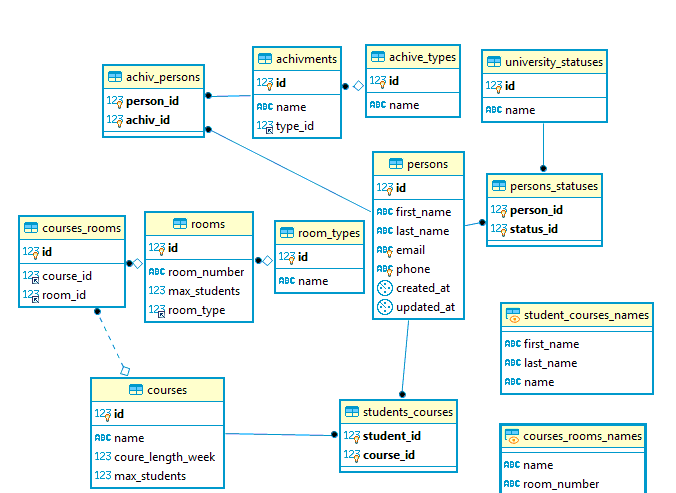 achiv_persons
123 person_id
123 achiv_id
achivments
123 id
ABC name
123 type_id
achive_types
123 id
ABC name
university_statuses
123 id
ABC name
persons
123 id
ABC first_name
ABC last_name
ABC email
ABC phone
created_at
updated_at
persons_statuses
123 person_id
123 status_id
courses_rooms
123 id
123 course_id
123 room_id
rooms
123 id
ABC room_number
123 max_students
123 room_type
room_types
123 id
ABC name
student_courses_names
ABC first_name
ABC last_name
ABC name
courses
123 id
ABC name
123 coure_length_week
123 max_students
students_courses
123 student_id
123 course_id
courses_rooms_names
ABC name
ABC room_number